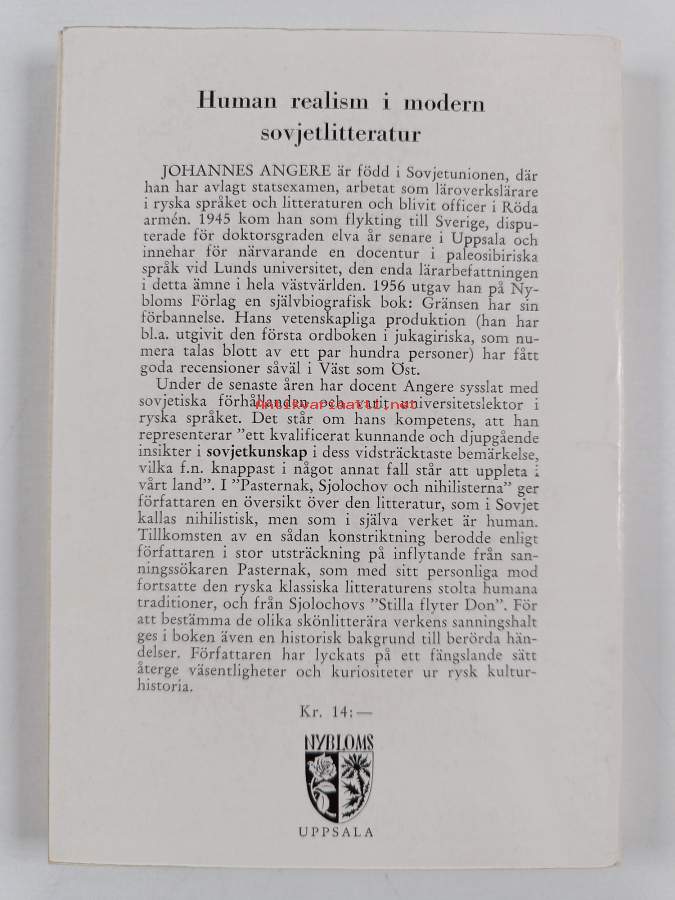 Human realism i modern
sovjetlitteratur
JOHANNES ANGERE är född i Sovjetunionen, där
han har avlagt statsexamen, arbetat som läroverkslärare
i ryska språket och litteraturen och blivit officer i Röda
armén. 1945 kom han som flykting till Sverige, dispu-
terade för doktorsgraden elva år senare i Uppsala och
innehar för närvarande en docentur i paleosibiriska
språk vid Lunds universitet, den enda lärarbefattningen
i detta ämne i hela västvärlden. 1956 utgav han på Ny-
bloms Förlag en självbiografisk bok: Gränsen har sin
förbannelse. Hans vetenskapliga produktion (han har
bl.a. utgivit den första ordboken i jukagiriska, som nu-
mera talas blott av ett par hundra personer) har fått
goda recensioner såväl i Väst som Öst.
Under de senaste åren har docent Angere sysslat med
sovjetiska förhållanden och varit universitetslektor i
antikvariaatti.net
ryska språket. Det står om hans kompetens, att han
representerar "ett kvalificerat kunnande och djupgående
insikter i sovjetkunskap i dess vidsträcktaste bemärkelse,
vilka f.n. knappast i något annat fall står att uppleta i
vårt land". I "Pasternak, Sjolochov och nihilisterna" ger
författaren en översikt över den litteratur, som i Sovjet
kallas nihilistisk, men som i själva verket är human.
Tillkomsten av en sådan konstriktning berodde enligt
författaren i stor utsträckning på inflytande från san-
ningssökaren Pasternak, som med sitt personliga mod
fortsatte den ryska klassiska litteraturens stolta humana
traditioner, och från Sjolochovs "Stilla flyter Don". För
att bestämma de olika skönlitterära verkens sanningshalt
ges i boken även en historisk bakgrund till berörda hän-
delser. Författaren har lyckats på ett fängslande sätt
återge väsentligheter och kuriositeter ur rysk kultur-
historia.
Kr. 14:—
NYBLOMS
UPPSALA